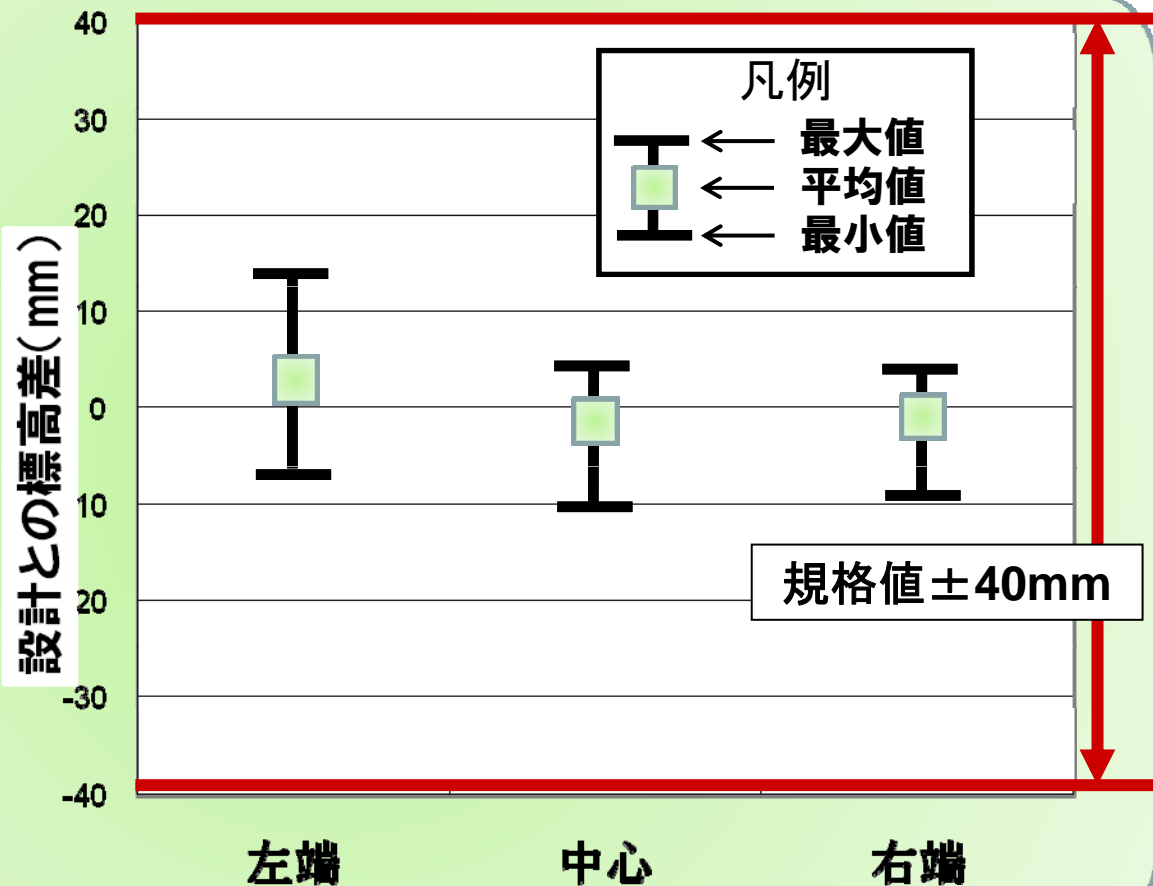 40
30
20
10
0
10
20
-30
-40
設計との標高差(mm)
凡例
最大値
平均値
最小値
規格値±40mm
左端
中心
右端